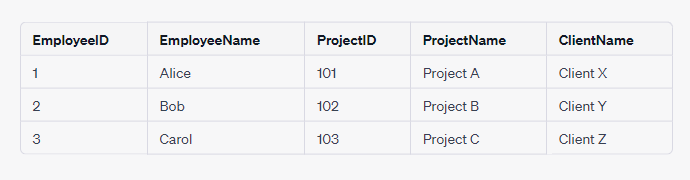 EmployeeID EmployeeName ProjectID ProjectName ClientName
1 Alice 101 Project A Client X
2 Bob 102 Project B Client Y
3 Carol 103 Project C Client Z